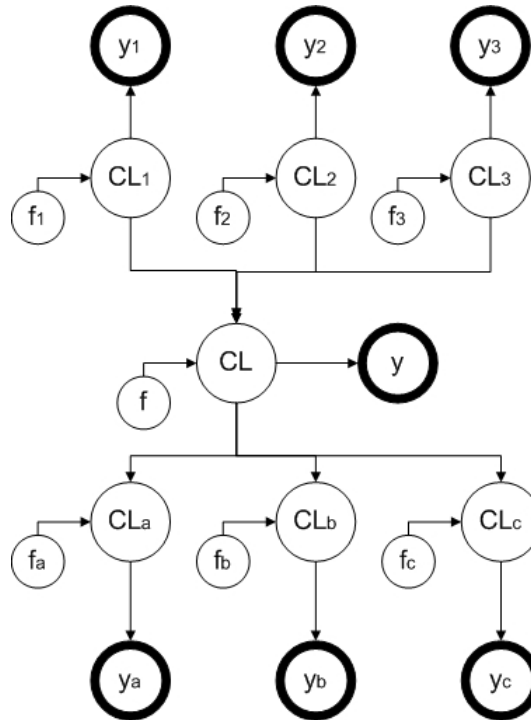 y1 y2 y3
CL1 CL2 CL3
f1 f2 f3
CL y
f
CLa CLb CLc
fa fb fc
ya yb yc